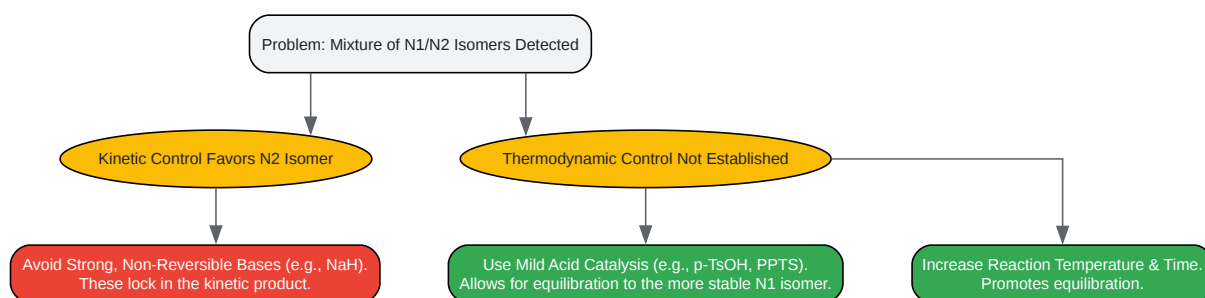 Problem: Mixture of N1/N2 Isomers Detected
Kinetic Control Favors N2 Isomer
Thermodynamic Control Not Established
Avoid Strong, Non-Reversible Bases (e.g., NaH).
These lock in the kinetic product.
Use Mild Acid Catalysis (e.g., p-TsOH, PPTS).
Allows for equilibration to the more stable N1 isomer.
Increase Reaction Temperature & Time.
Promotes equilibration.